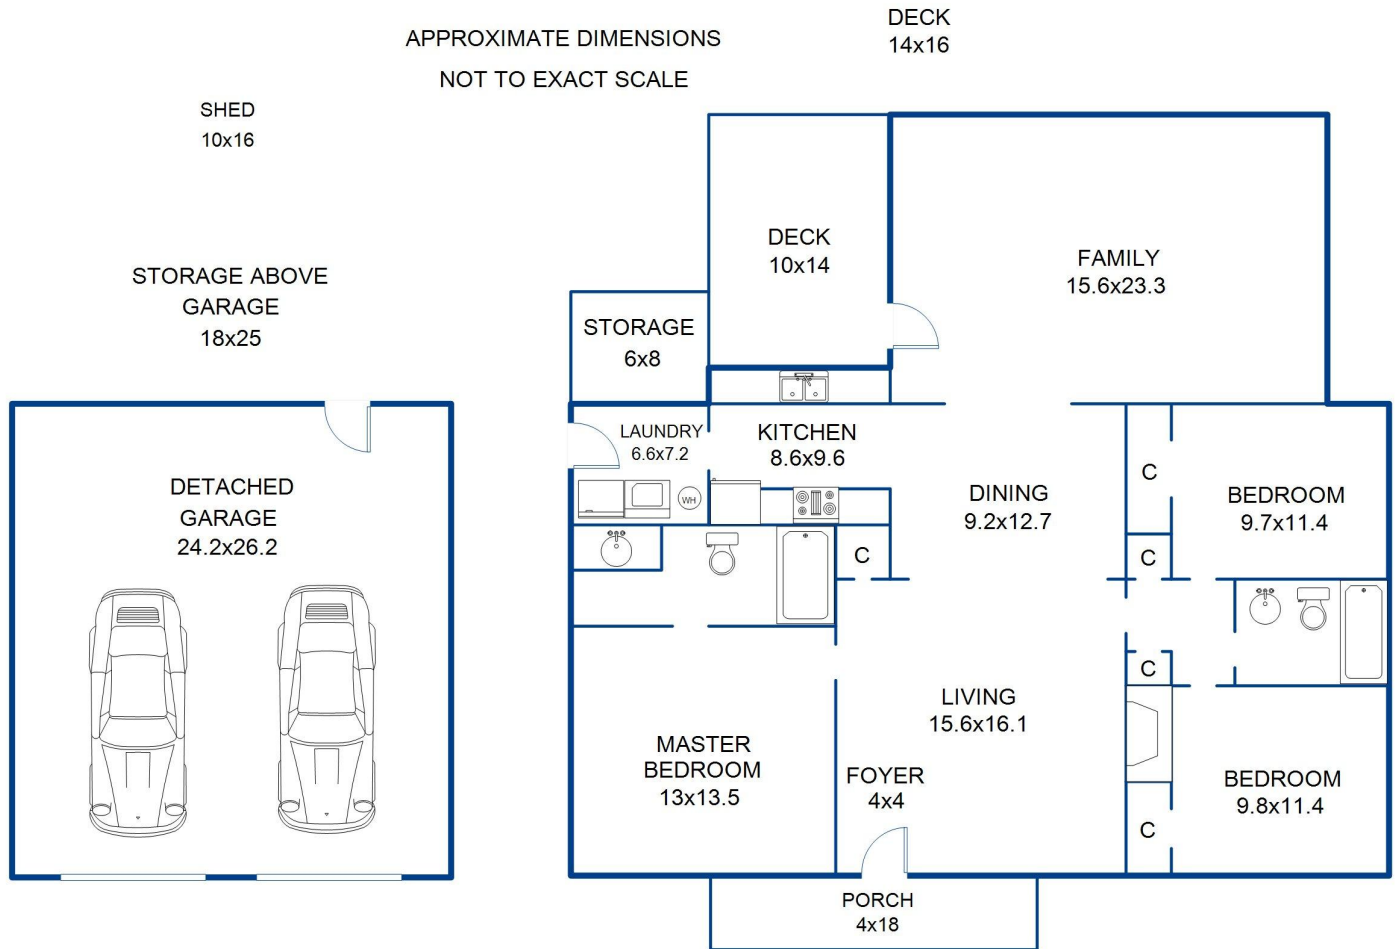 APPROXIMATE DIMENSIONS
NOT TO EXACT SCALE
DECK
14x16
SHED
10x16
STORAGE ABOVE
GARAGE
18x25
DECK
10x14
FAMILY
15.6x23.3
STORAGE
6x8
LAUNDRY
6.6x7.2
WH
KITCHEN
8.6x9.6
DINING
9.2x12.7
C
BEDROOM
9.7x11.4
C
C
DETACHED
GARAGE
24.2x26.2
C
LIVING
15.6x16.1
MASTER
BEDROOM
13x13.5
FOYER
4x4
BEDROOM
9.8x11.4
C
PORCH
4x18